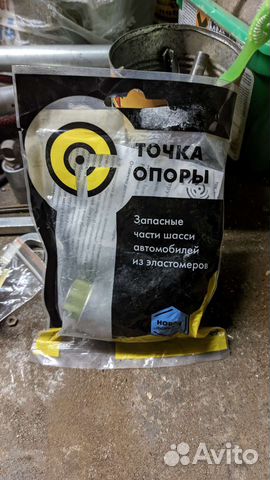 ТОЧКА
ОПОРЫ
Запасные
части шасси
автомобилей
из эластомеров
Avito